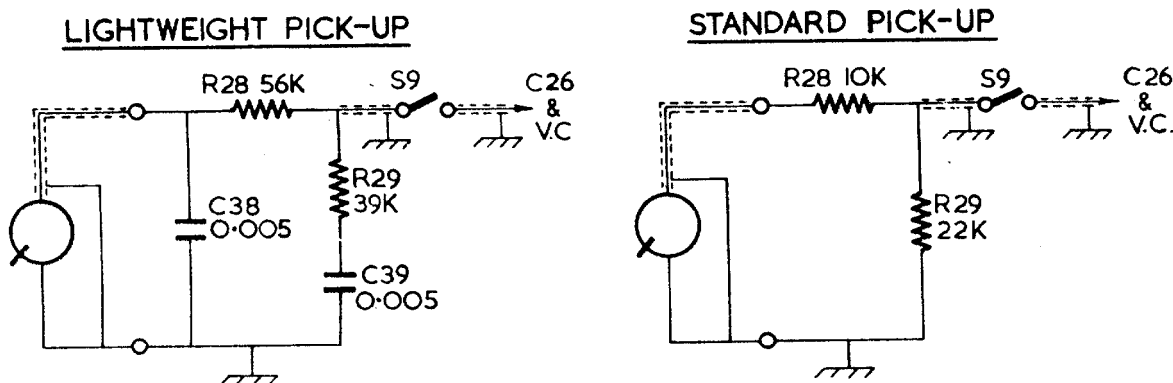 LIGHTWEIGHT PICK-UP
R28 56K
S9
C26
&
V.C
R29
39K
C38
0·005
C39
0·005
STANDARD PICK-UP
R28 10K
S9
C26
&
V.C.
R29
22K